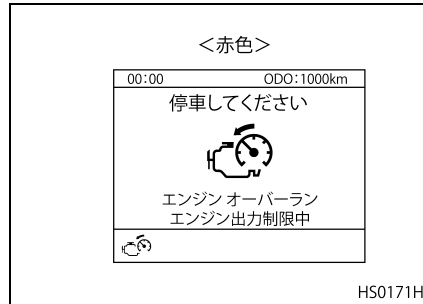 ＜赤色＞
00:00 ODO:1000km
停車してください
エンジン オーバーラン
エンジン出力制限中
HS0171H